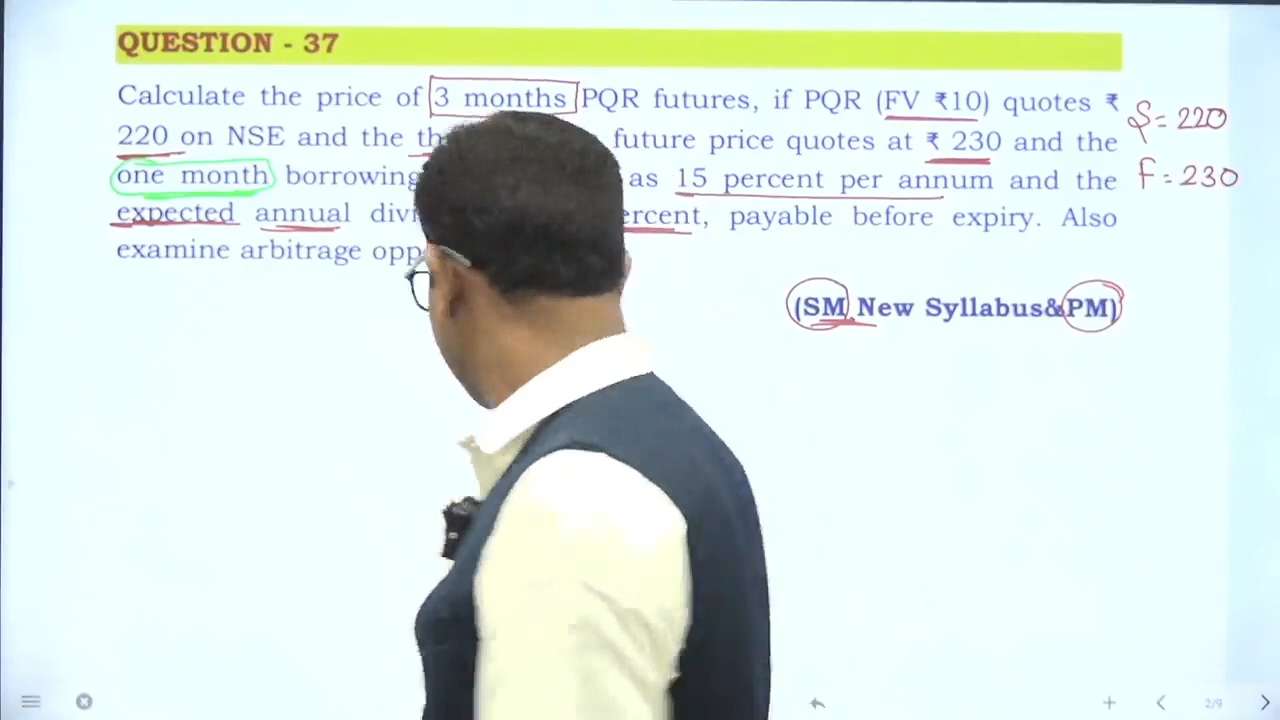 QUESTION - 37
Calculate the price of 3 months PQR futures, if PQR (FV ₹10) quotes ₹
220 on NSE and the future price quotes at ₹ 230 and the
one month borrowing as 15 percent per annum and the
expected annual payable before expiry. Also
examine arbitrage
(SM New Syllabus&PM)
S = 220
f = 230
2/9